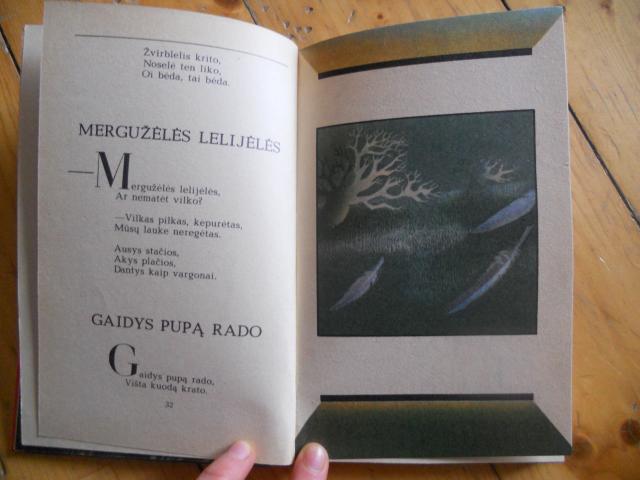 Žvirblelis krito,
Noselė ten liko,
Oi bėda, tai bėda.
MERGUŽĖLĖS LELIJĖLĖS
—Mergužėlės lelijėlės,
Ar nematėt vilko?
—Vilkas pilkas, kepurėtas,
Mūsų lauke neregėtas.
Ausys stačios,
Akys plačios,
Dantys kaip vargonai.
GAIDYS PUPĄ RADO
Gaidys pupą rado,
Višta kuodą krato.
32